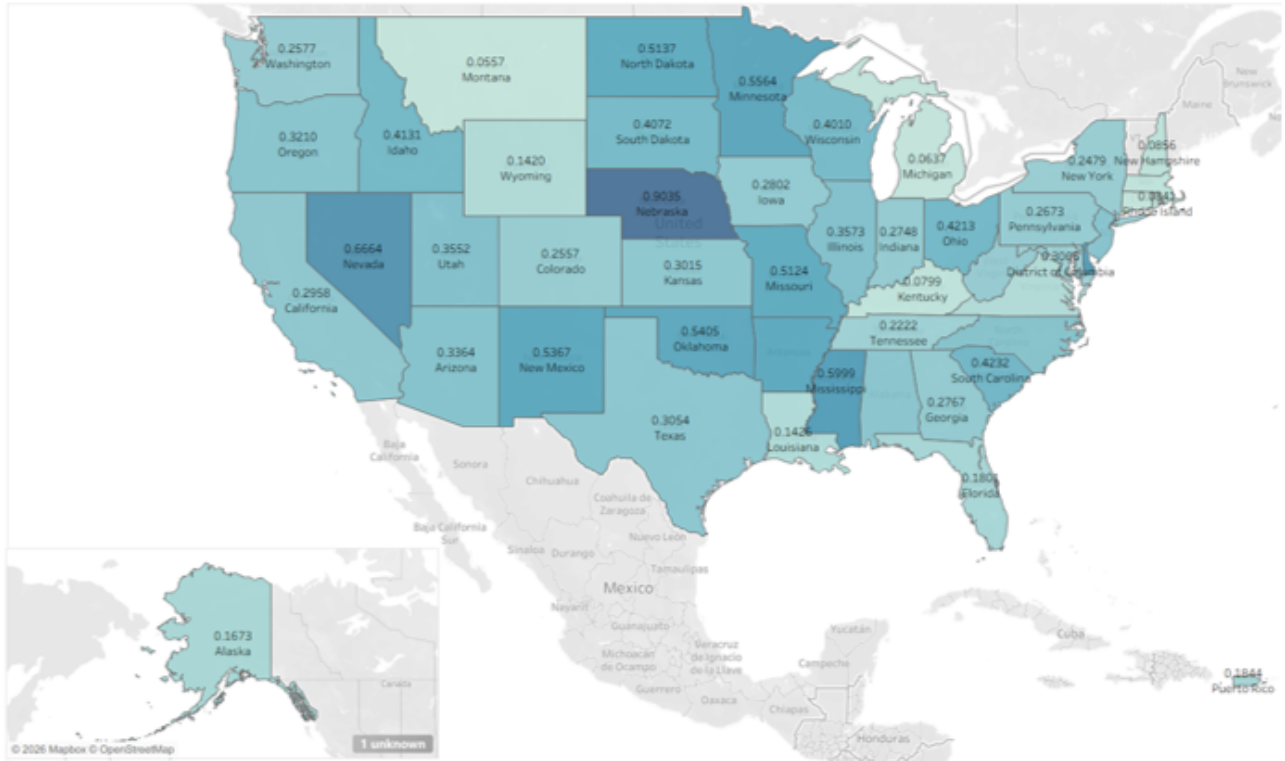 New
Brunswick
Maine
0.2577
Washington
0.0557
Montana
0.5137
North Dakota
0.5564
Minnesota
0.3210
Oregon
0.4131
Idaho
0.4072
South Dakota
0.4010
Wisconsin
0.1420
Wyoming
0.0637
Michigan
0.0856
New Hampshire
0.2479
New York
Rhode Island
0.9035
Nebraska
United
States
0.2802
Iowa
0.6664
Nevada
0.3552
Utah
0.2557
Colorado
0.3015
Kansas
0.3573
Illinois
0.2748
Indiana
0.4213
Ohio
0.2673
Pennsylvania
District of Columbia
0.2958
California
0.5124
Missouri
0.0799
Kentucky
0.2222
Tennessee
0.3364
Arizona
0.5367
New Mexico
0.5405
Oklahoma
0.5999
Mississippi
Alabama
0.2767
Georgia
0.4232
South Carolina
0.3054
Texas
Louisiana
Florida
Baja
California
Sonora
Chihuahua
Coahuila de
Zaragoza
Baja California
Sur
Sinaloa
Durango
Nuevo León
Tamaulipas
Mexico
Nayarit
Guanajuato
Michoacán
de Ocampo
Veracruz
de Ignacio
de la Llave
Guerrero
Oaxaca
Chiapas
Yucatán
Campeche
Honduras
Cuba
0.1844
Puerto Rico
0.1673
Alaska
Canada
© 2026 Mapbox © OpenStreetMap
1 unknown